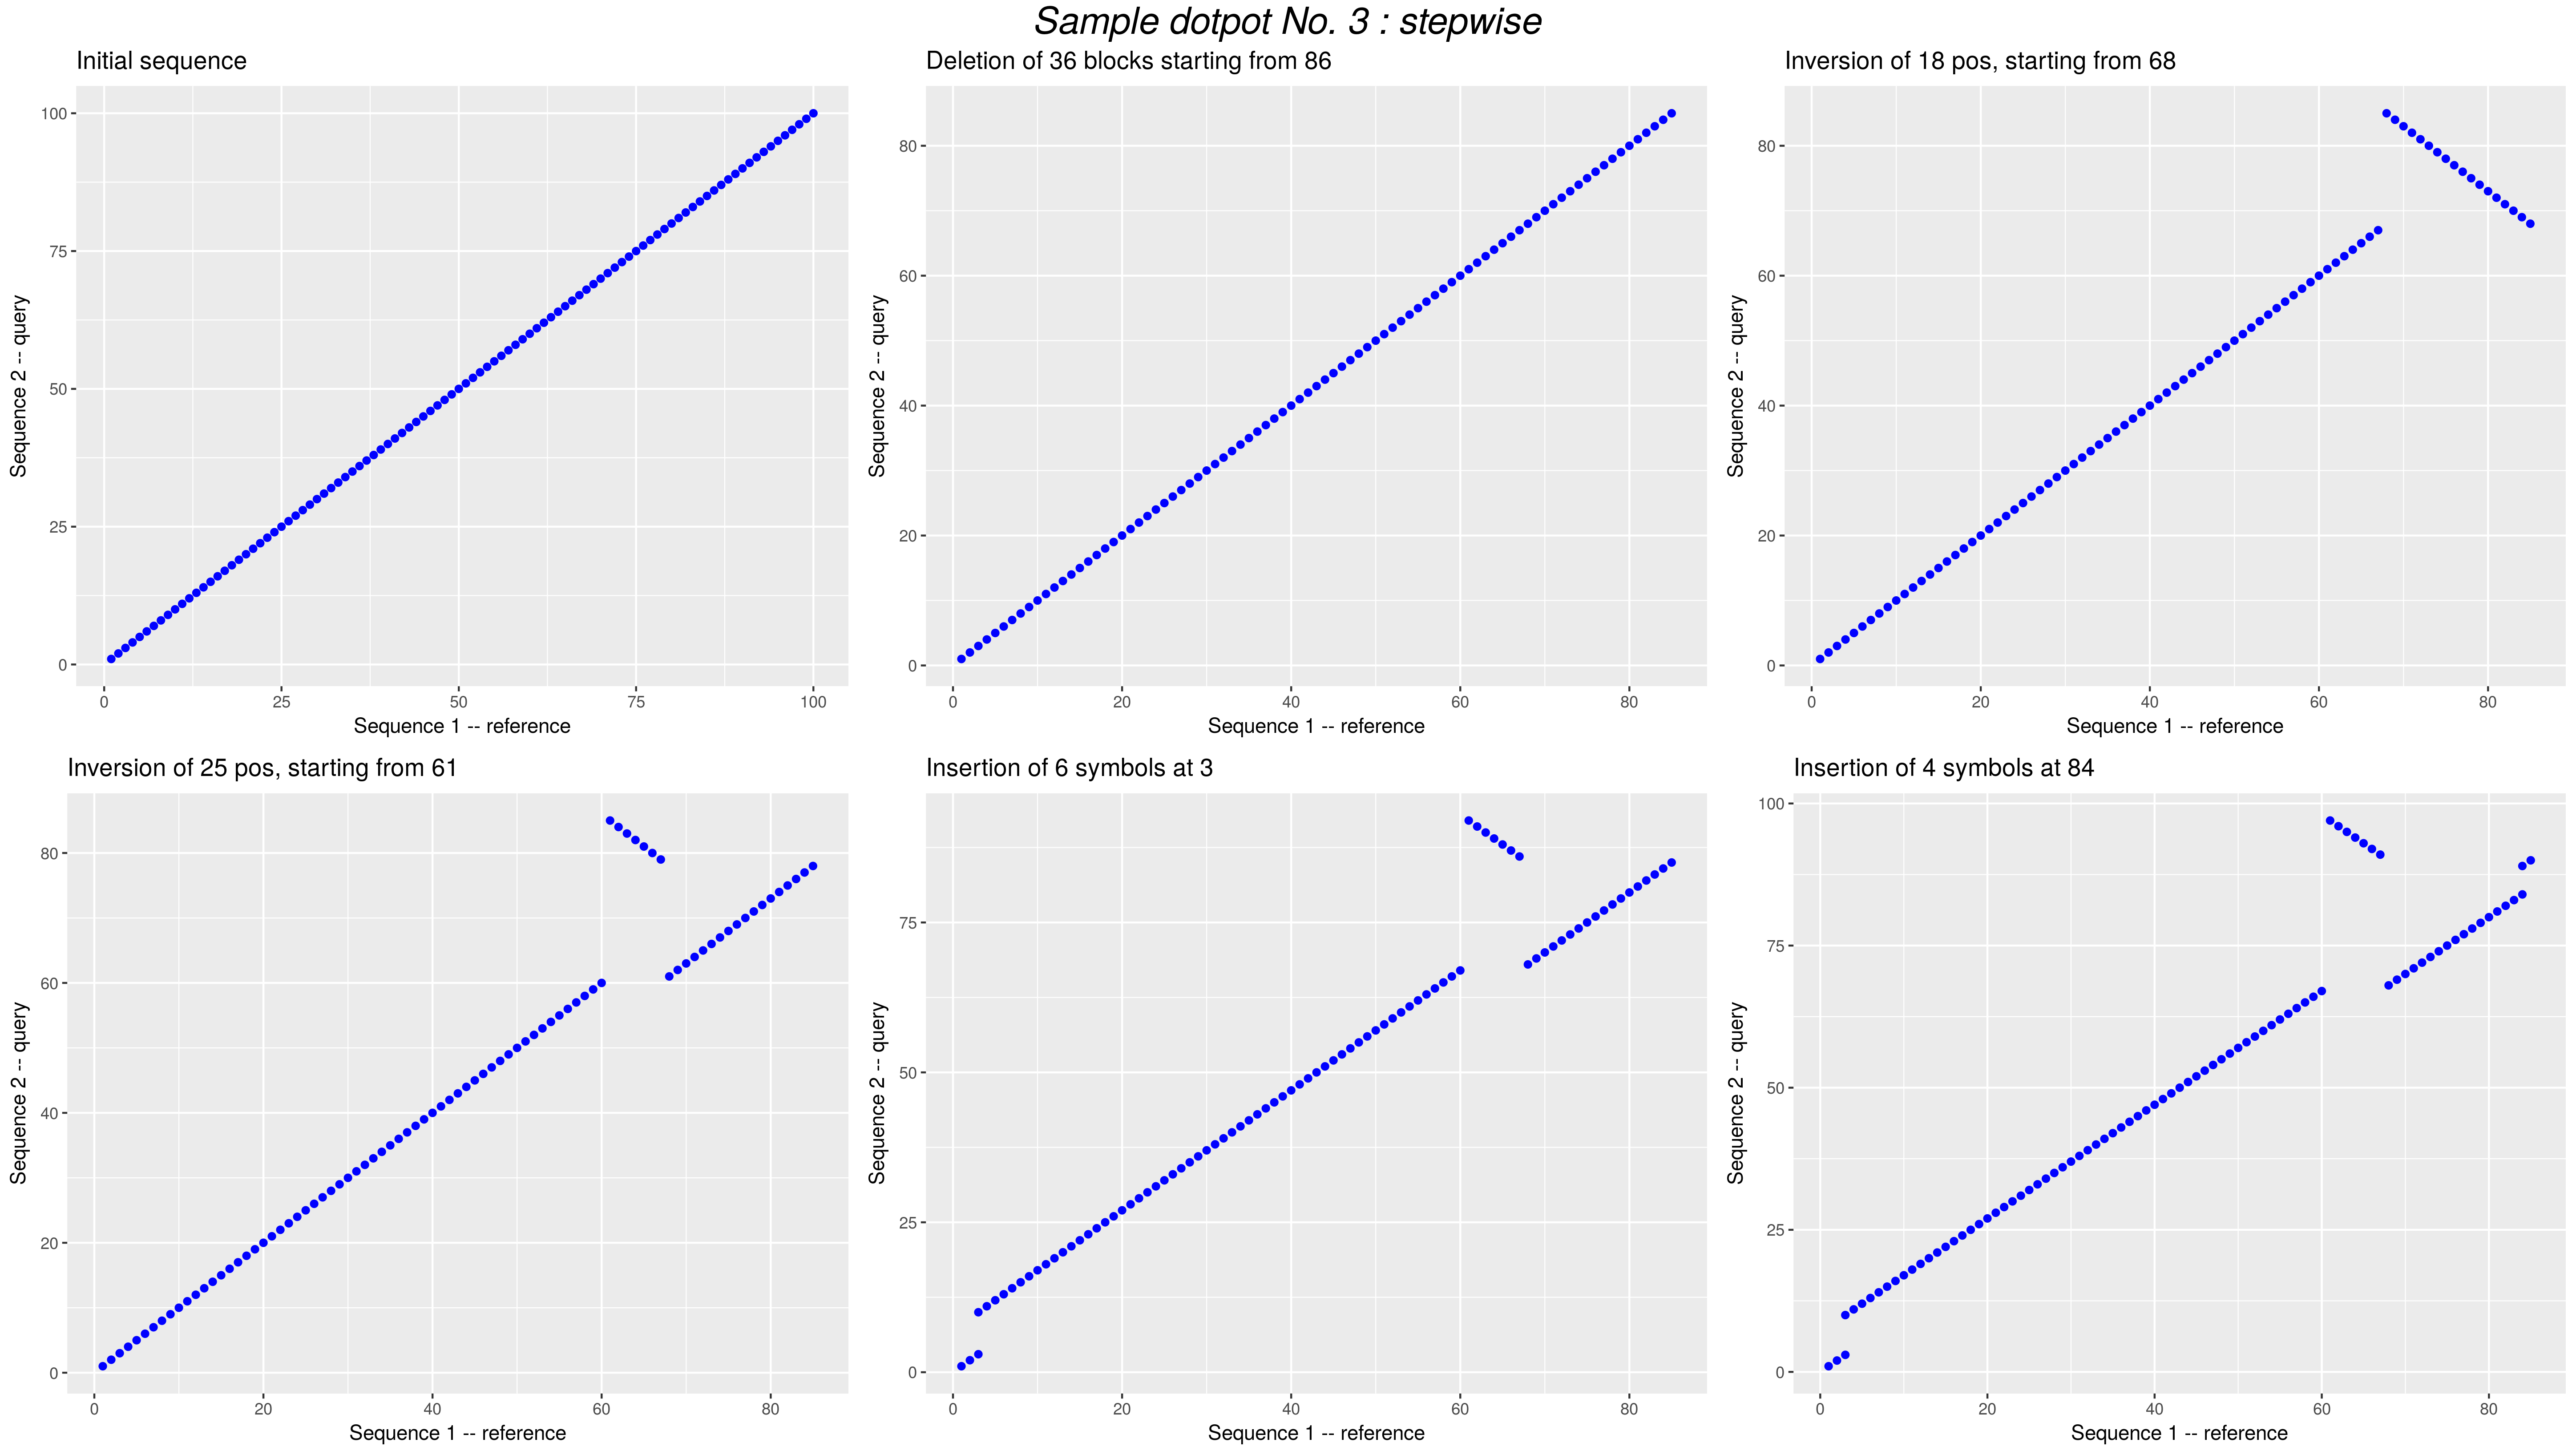 Sample dotpot No. 3 : stepwise
Initial sequence
100
75
50
25
0
0 25 50 75 100
Sequence 2 -- query
Sequence 1 -- reference
Deletion of 36 blocks starting from 86
80
60
40
20
0
0 20 40 60 80
Sequence 2 -- query
Sequence 1 -- reference
Inversion of 18 pos, starting from 68
80
60
40
20
0
0 20 40 60 80
Sequence 2 -- query
Sequence 1 -- reference
Inversion of 25 pos, starting from 61
80
60
40
20
0
0 20 40 60 80
Sequence 2 -- query
Sequence 1 -- reference
Insertion of 6 symbols at 3
75
50
25
0
0 20 40 60 80
Sequence 2 -- query
Sequence 1 -- reference
Insertion of 4 symbols at 84
100
75
50
25
0
0 20 40 60 80
Sequence 2 -- query
Sequence 1 -- reference